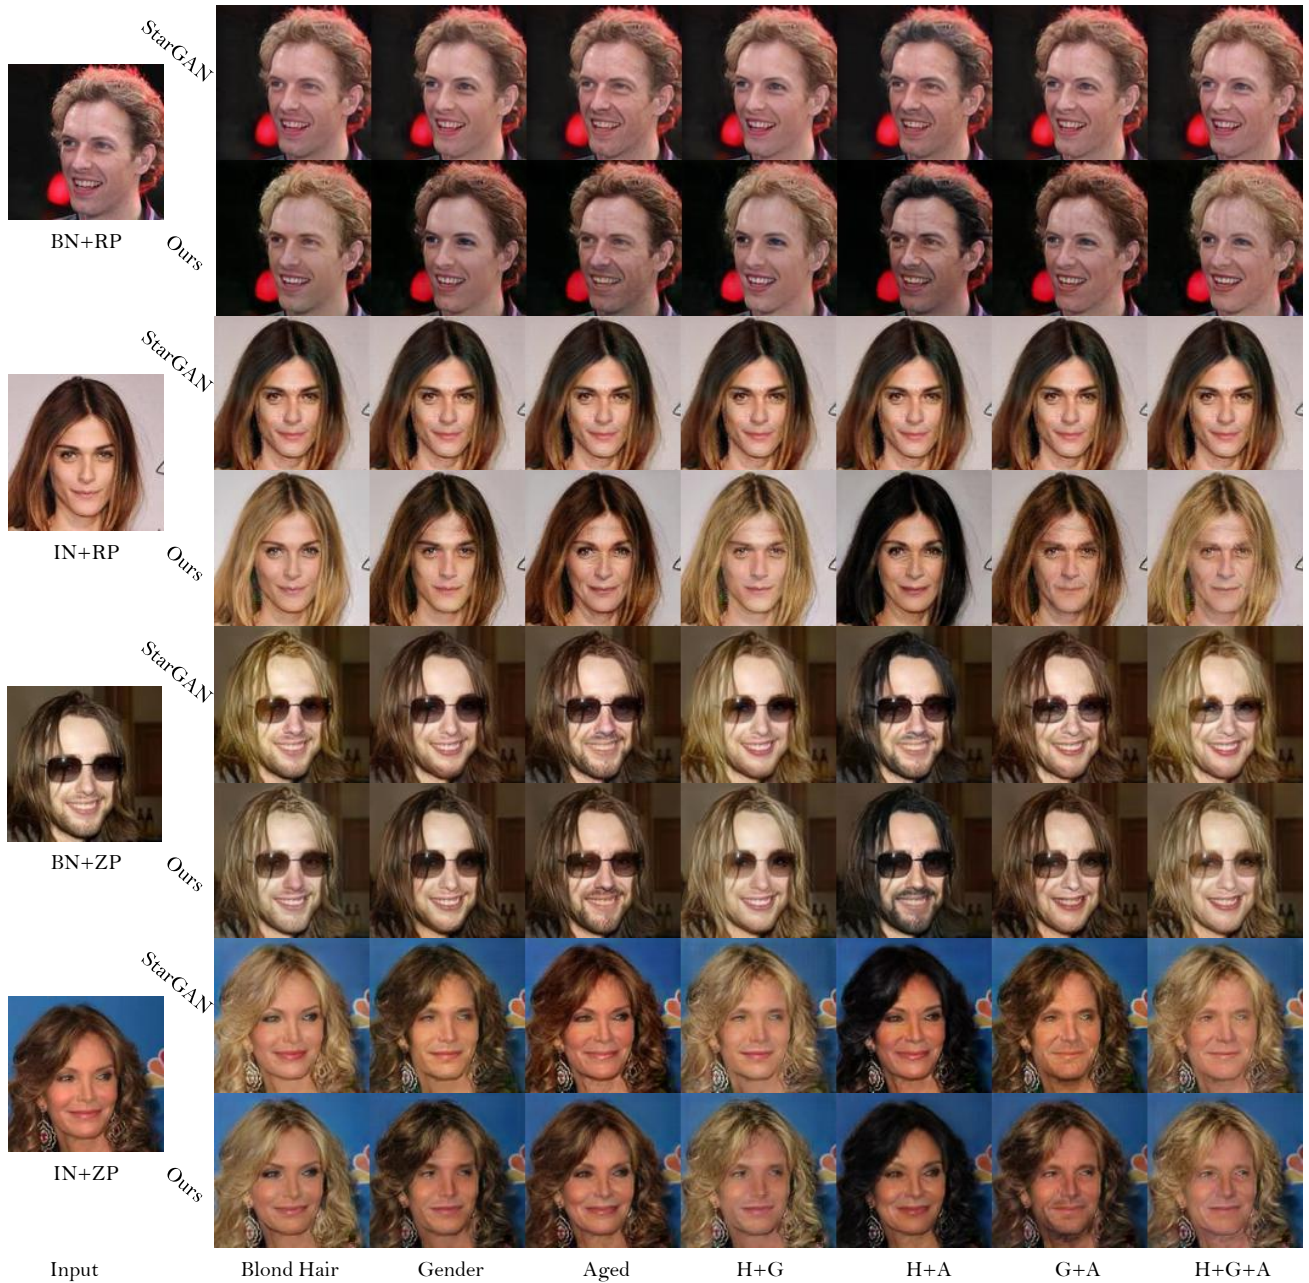 StarGAN
BN+RP
Ours
StarGAN
IN+RP
Ours
StarGAN
BN+ZP
Ours
StarGAN
IN+ZP
Ours
Input Blond Hair Gender Aged H+G H+A G+A H+G+A